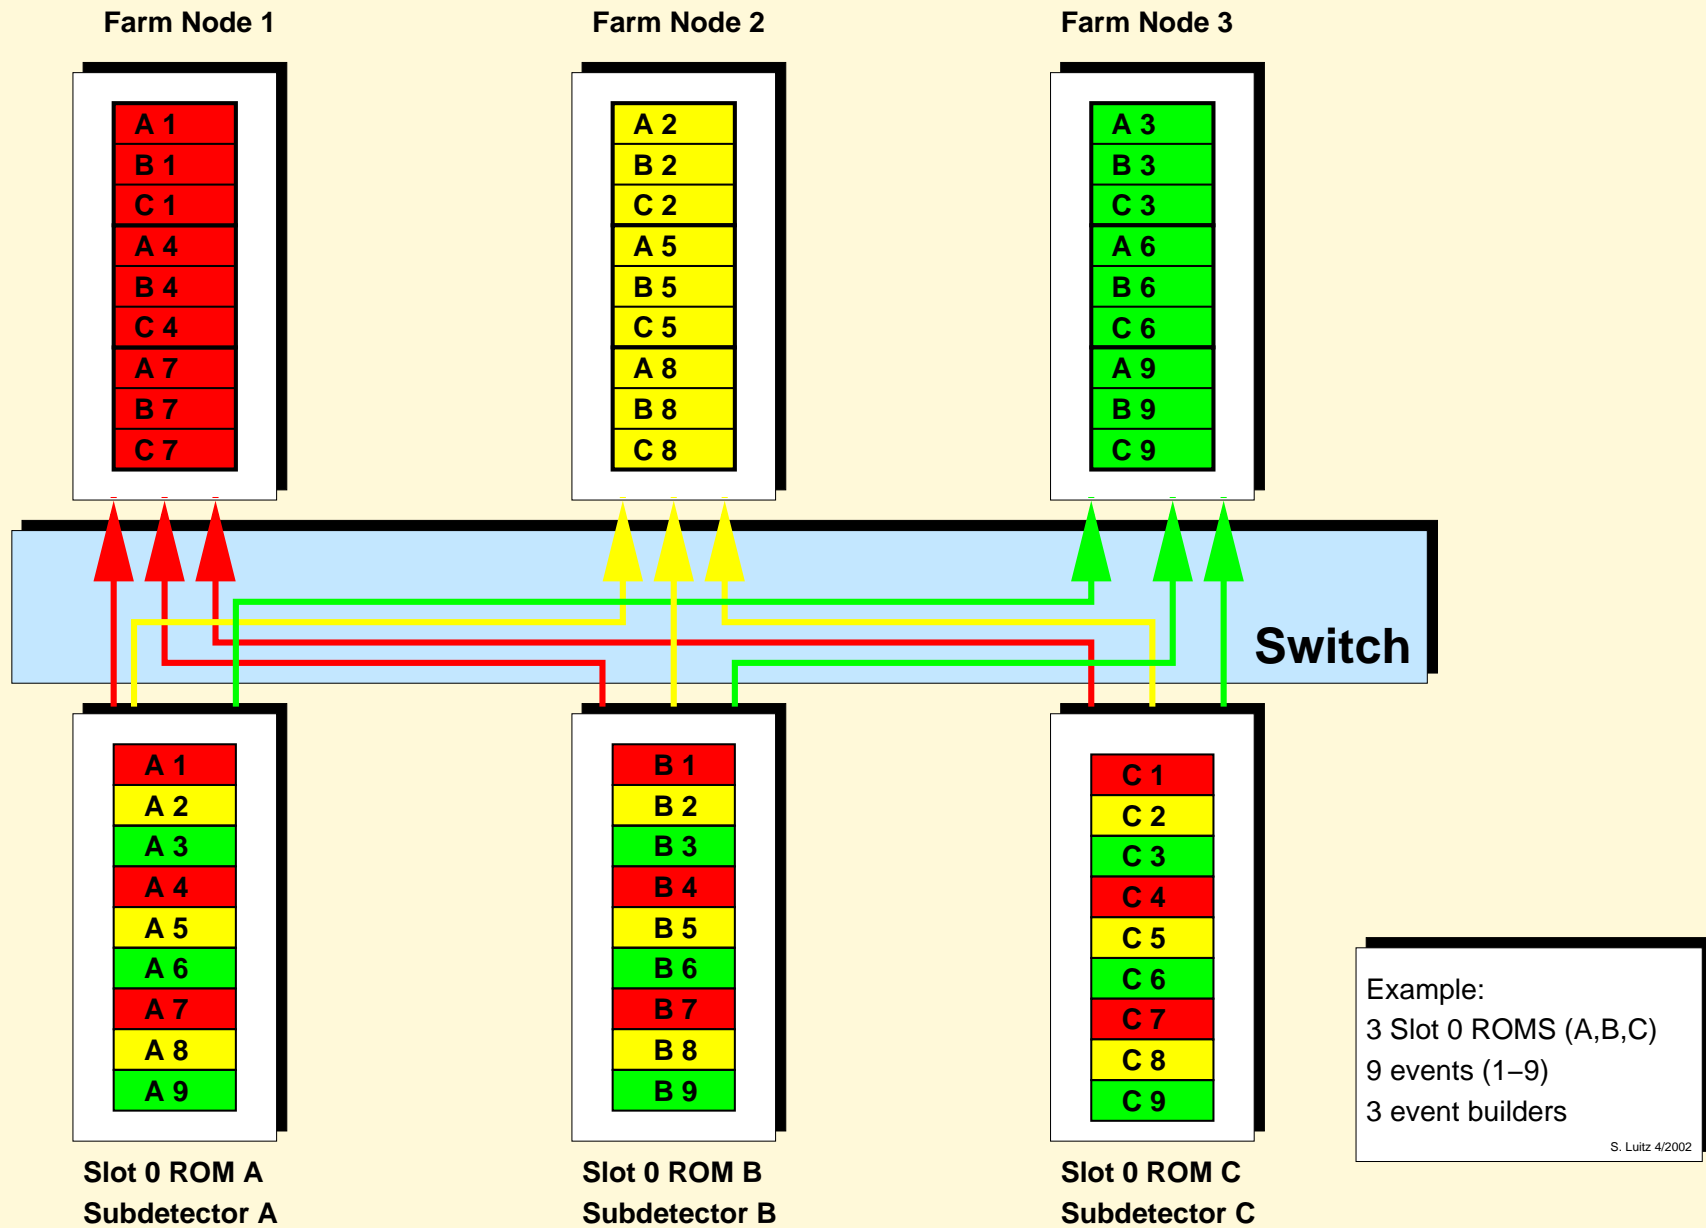 Farm Node 1
Farm Node 2
Farm Node 3
A 1
B 1
C 1
A 4
B 4
C 4
A 7
B 7
C 7
A 2
B 2
C 2
A 5
B 5
C 5
A 8
B 8
C 8
A 3
B 3
C 3
A 6
B 6
C 6
A 9
B 9
C 9
Switch
A 1
A 2
A 3
A 4
A 5
A 6
A 7
A 8
A 9
B 1
B 2
B 3
B 4
B 5
B 6
B 7
B 8
B 9
C 1
C 2
C 3
C 4
C 5
C 6
C 7
C 8
C 9
Slot 0 ROM A
Subdetector A
Slot 0 ROM B
Subdetector B
Slot 0 ROM C
Subdetector C
Example:
3 Slot 0 ROMS (A,B,C)
9 events (1–9)
3 event builders
S. Luitz 4/2002